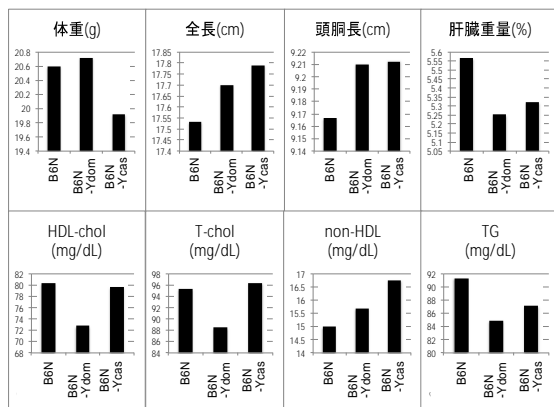 体重(g)
20.8
20.6
20.4
20.2
20
19.8
19.6
19.4
B6N
B6N
-Ydom
B6N
-Ycas
全長(cm)
17.85
17.8
17.75
17.7
17.65
17.6
17.55
17.5
17.45
17.4
B6N
B6N
-Ydom
B6N
-Ycas
頭胴長(cm)
9.22
9.21
9.2
9.19
9.18
9.17
9.16
9.15
9.14
B6N
B6N
-Ydom
B6N
-Ycas
肝臓重量(%)
5.6
5.55
5.5
5.45
5.4
5.35
5.3
5.25
5.2
5.15
5.1
5.05
B6N
B6N
-Ydom
B6N
-Ycas
HDL-chol
(mg/dL)
82
80
78
76
74
72
70
68
B6N
B6N
-Ydom
B6N
-Ycas
T-chol
(mg/dL)
98
96
94
92
90
88
86
84
B6N
B6N
-Ydom
B6N
-Ycas
non-HDL
(mg/dL)
17
16.5
16
15.5
15
14.5
14
B6N
B6N
-Ydom
B6N
-Ycas
TG
(mg/dL)
92
90
88
86
84
82
80
B6N
B6N
-Ydom
B6N
-Ycas